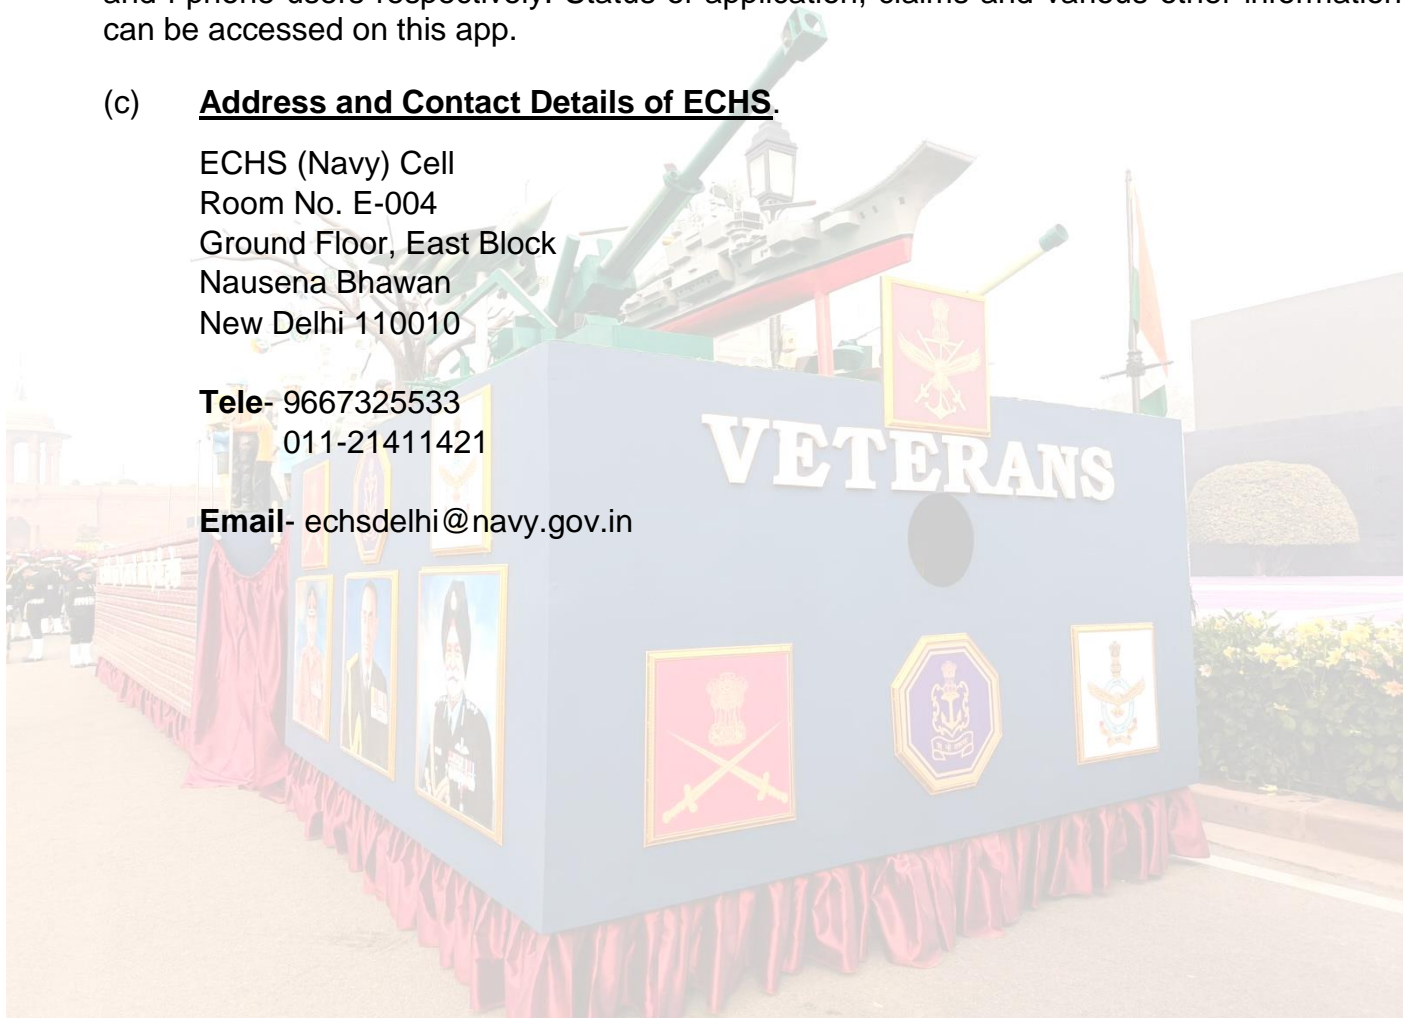 can be accessed on this app.
(c) Address and Contact Details of ECHS.
ECHS (Navy) Cell
Room No. E-004
Ground Floor, East Block
Nausena Bhawan
New Delhi 110010
Tele- 9667325533
011-21411421
Email- echsdelhi@navy.gov.in
VETERANS